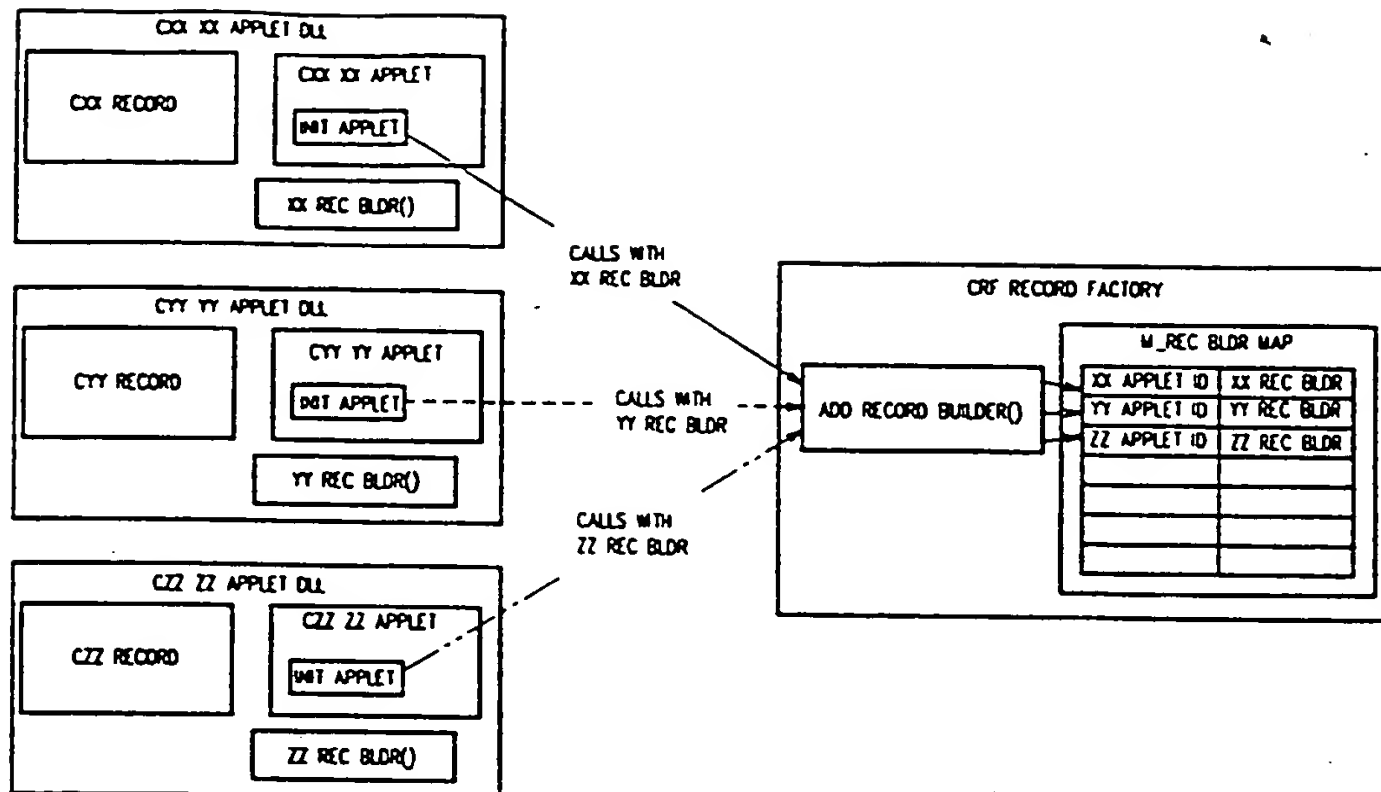 CXX XX APPLET DLL
CXX RECORD
CXX XX APPLET
INIT APPLET
XX REC BLDR()
CYY YY APPLET DLL
CYY RECORD
CYY YY APPLET
INIT APPLET
YY REC BLDR()
CZZ ZZ APPLET DLL
CZZ RECORD
CZZ ZZ APPLET
INIT APPLET
ZZ REC BLDR()
CALLS WITH
XX REC BLDR
CALLS WITH
YY REC BLDR
CALLS WITH
ZZ REC BLDR
CRF RECORD FACTORY
ADD RECORD BUILDER()
M_REC BLDR MAP
XX APPLET ID XX REC BLDR
YY APPLET ID YY REC BLDR
ZZ APPLET ID ZZ REC BLDR